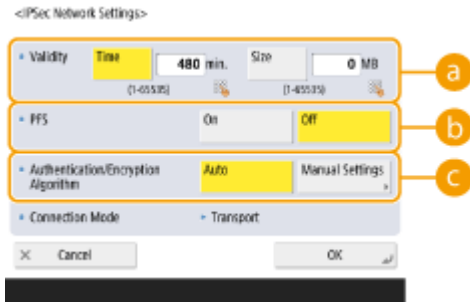 <IPSec Network Settings>
Validity Time 480 min. Size 0 MB
(1-65535) (1-65535)
a
PFS On Off
b
Authentication/Encryption Auto Manual Settings
Algorithm
c
Connection Mode Transport
× Cancel OK